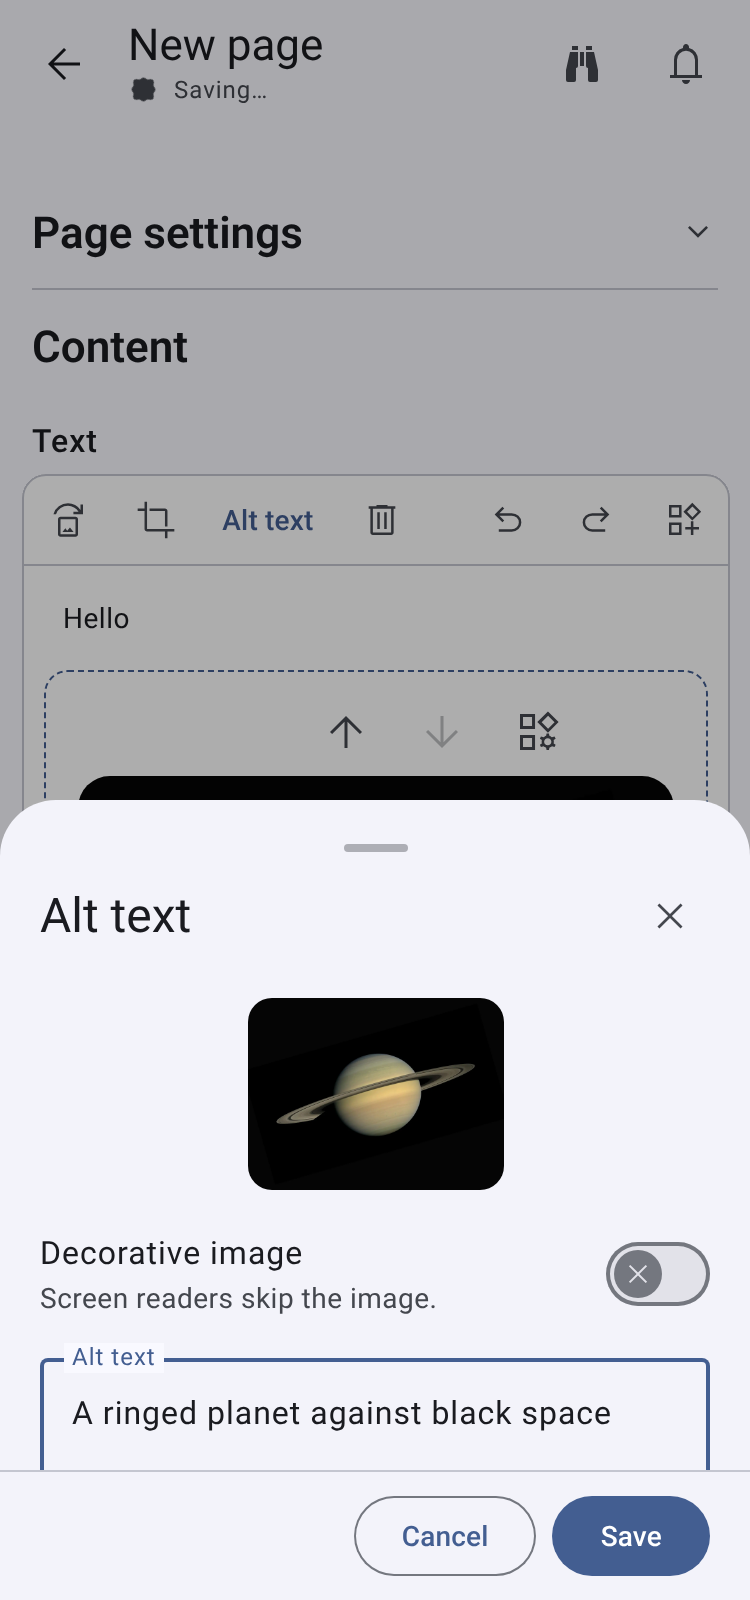 New page
Saving…
Page settings
Content
Text
Alt text
Hello
Alt text
Decorative image
Screen readers skip the image.
Alt text
A ringed planet against black space
Cancel
Save